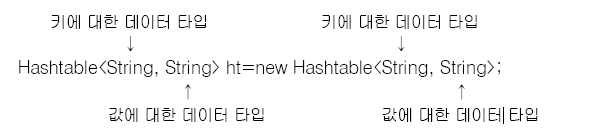 키에 대한 데이터 타입 키에 대한 데이터 타입
↓ ↓
Hashtable<String, String> ht=new Hashtable<String, String>;
↑ ↑
값에 대한 데이터 타입 값에 대한 데이터 타입